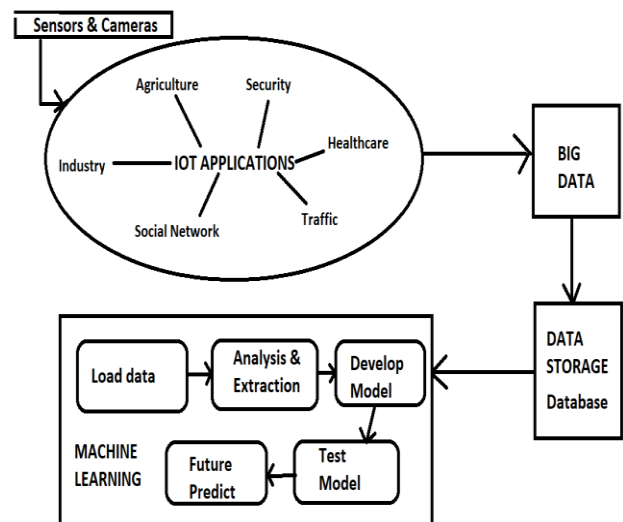 Sensors & Cameras
Agriculture
Security
Industry
IOT APPLICATIONS
Healthcare
Social Network
Traffic
BIG
DATA
DATA
STORAGE
Database
Load data
Analysis &
Extraction
Develop
Model
MACHINE
LEARNING
Future
Predict
Test
Model